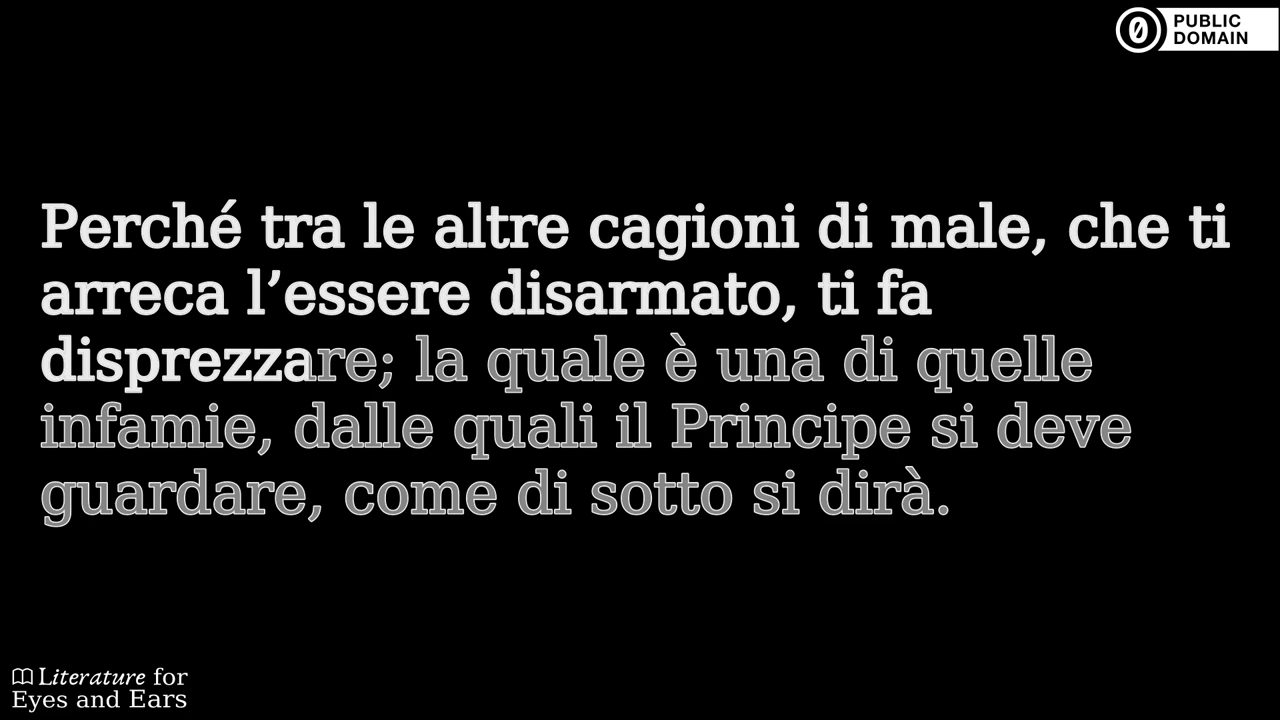 PUBLIC
DOMAIN
Perché tra le altre cagioni di male, che ti
arreca l’essere disarmato, ti fa
disprezzare; la quale è una di quelle
infamie, dalle quali il Principe si deve
guardare, come di sotto si dirà.
Literature for
Eyes and Ears